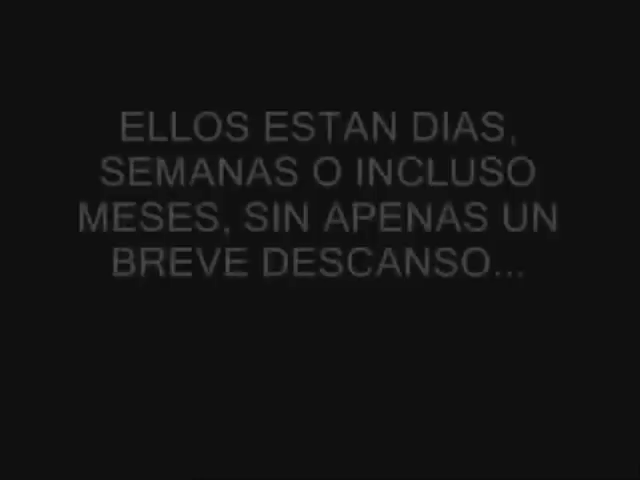 ELLOS ESTAN DIAS,
SEMANAS O INCLUSO
MESES, SIN APENAS UN
BREVE DESCANSO...